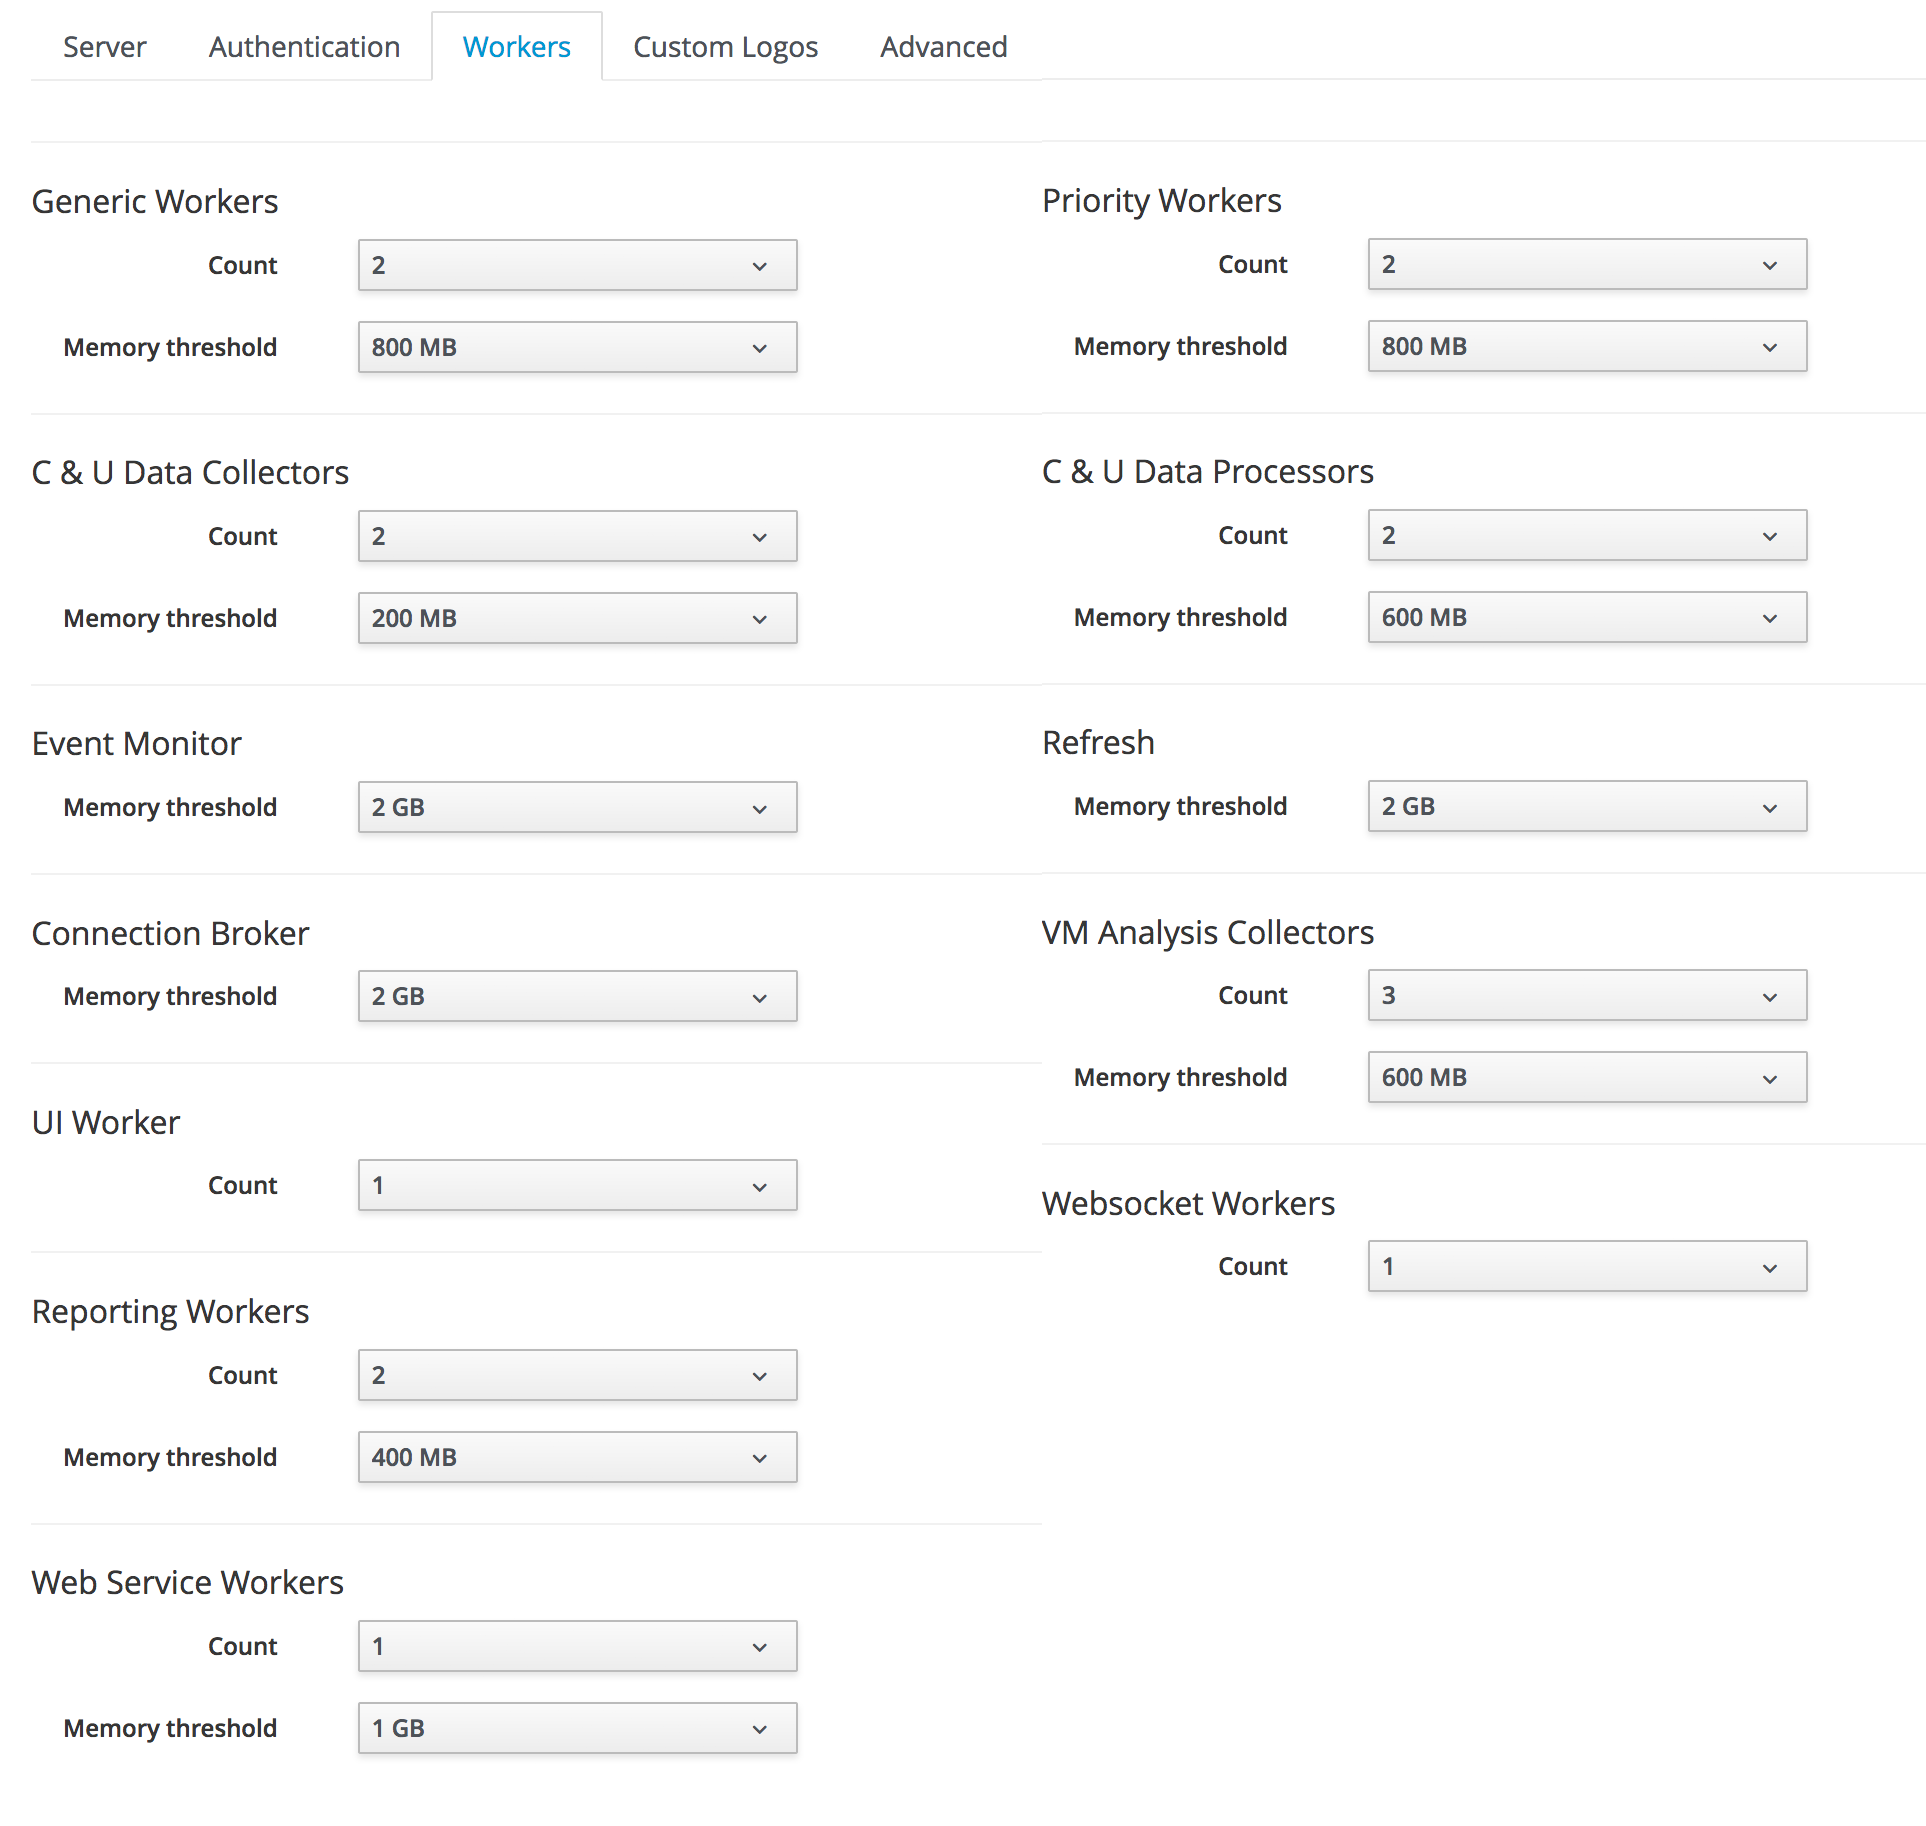 Server Authentication Workers Custom Logos Advanced
Generic Workers
Count 2
Memory threshold 800 MB
Priority Workers
Count 2
Memory threshold 800 MB
C & U Data Collectors
Count 2
Memory threshold 200 MB
C & U Data Processors
Count 2
Memory threshold 600 MB
Event Monitor
Memory threshold 2 GB
Refresh
Memory threshold 2 GB
Connection Broker
Memory threshold 2 GB
VM Analysis Collectors
Count 3
Memory threshold 600 MB
UI Worker
Count 1
Websocket Workers
Count 1
Reporting Workers
Count 2
Memory threshold 400 MB
Web Service Workers
Count 1
Memory threshold 1 GB